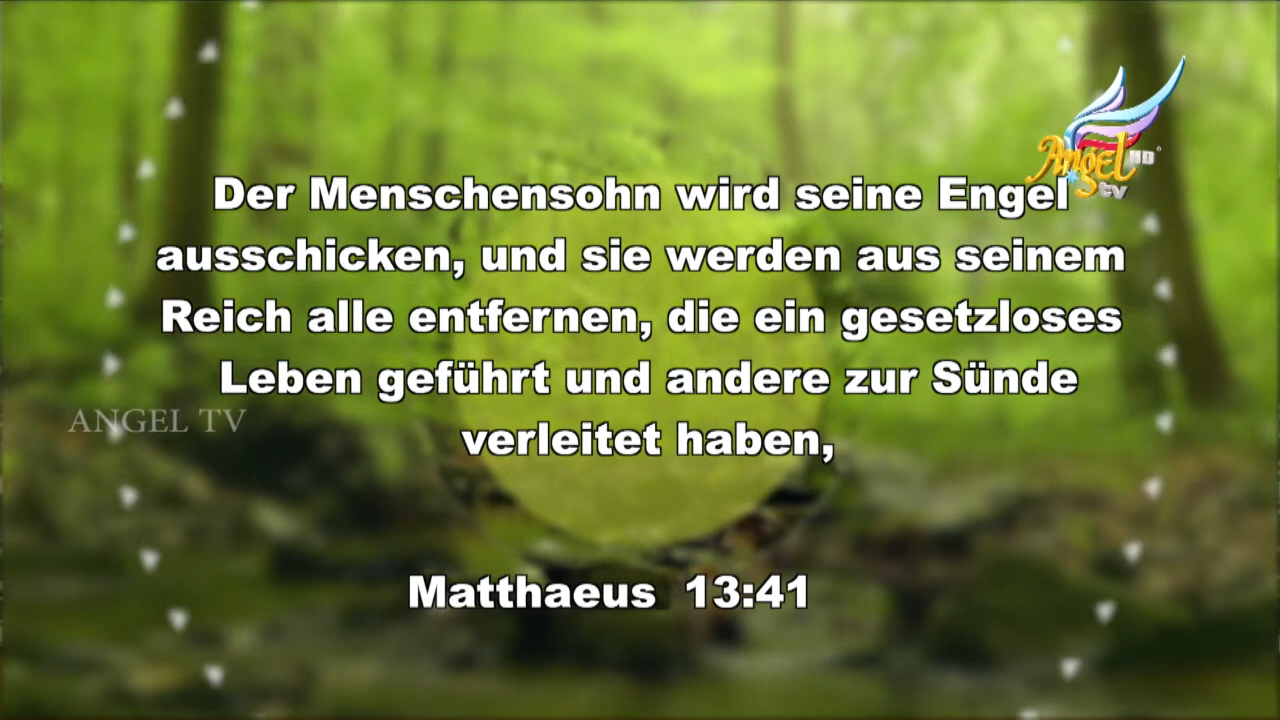 Angel HD
tv
Der Menschensohn wird seine Engel
ausschicken, und sie werden aus seinem
Reich alle entfernen, die ein gesetzloses
Leben geführt und andere zur Sünde
ANGEL TV
verleitet haben,
Matthaeus 13:41